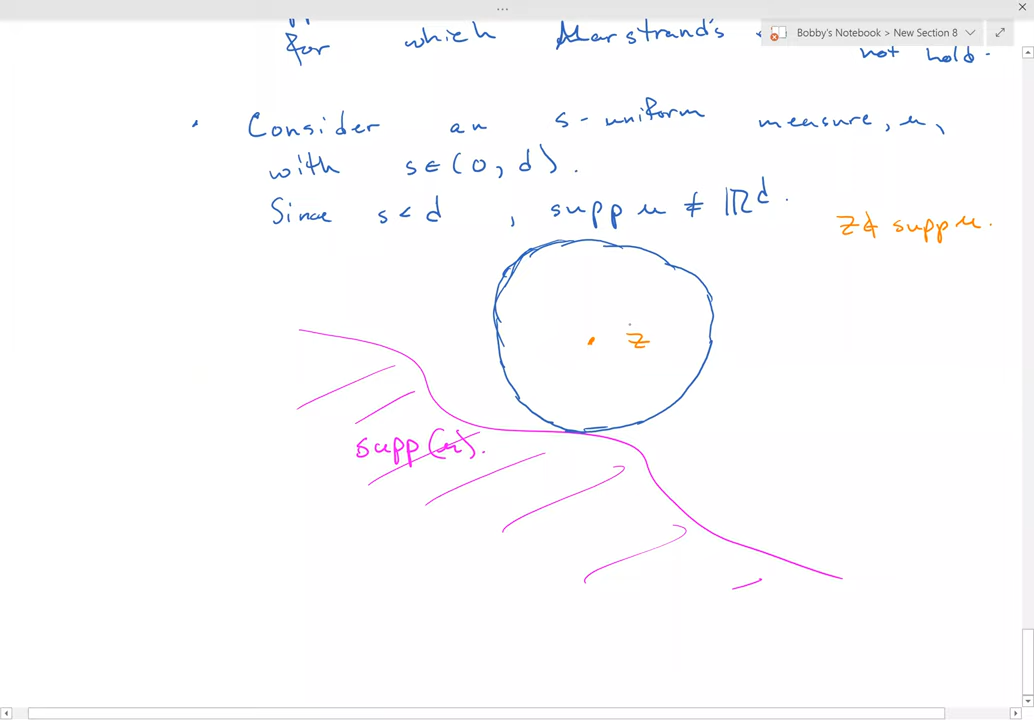 Bobby's Notebook > New Section 8
for which Marstrand's
not hold.
• Consider an s-uniform measure, μ,
with s ∈ (0, d).
Since s < d, supp μ ≠ ℝᵈ.
z ∉ supp μ.
z
supp(μ).